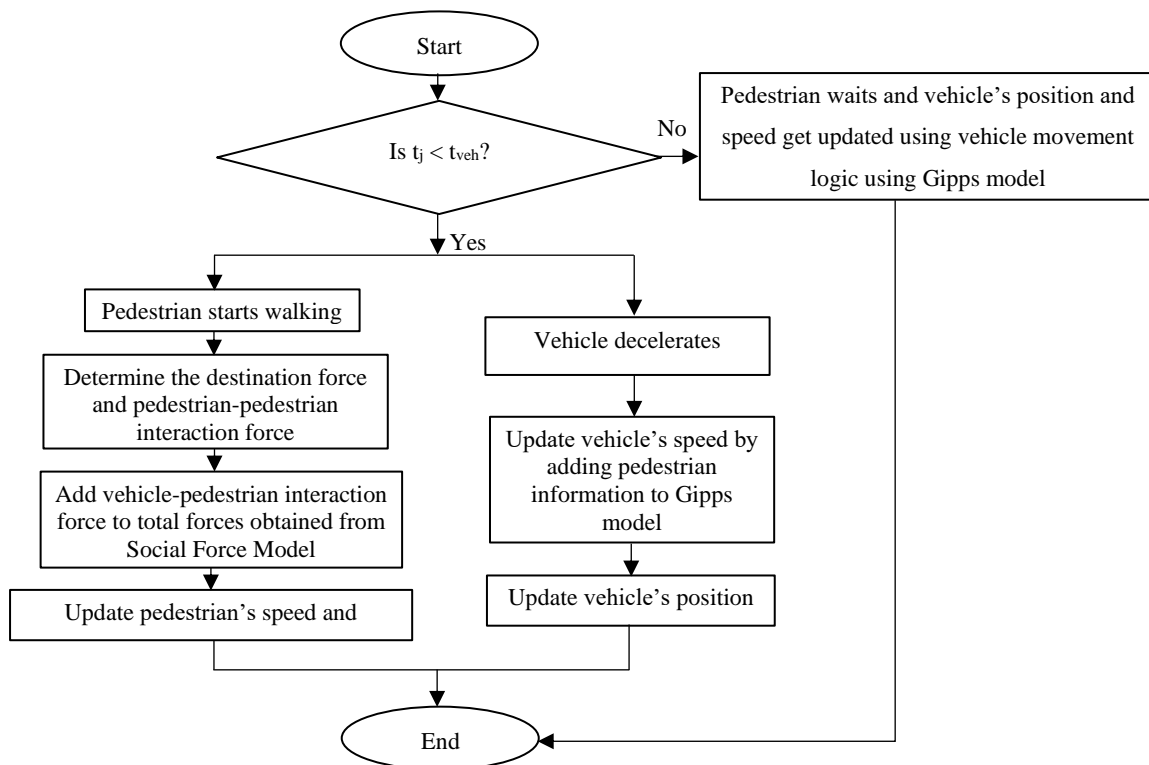 Start
Is tj < tveh?
No
Pedestrian waits and vehicle’s position and
speed get updated using vehicle movement
logic using Gipps model
Yes
Pedestrian starts walking
Determine the destination force
and pedestrian-pedestrian
interaction force
Add vehicle-pedestrian interaction
force to total forces obtained from
Social Force Model
Update pedestrian’s speed and
Vehicle decelerates
Update vehicle’s speed by
adding pedestrian
information to Gipps
model
Update vehicle’s position
End